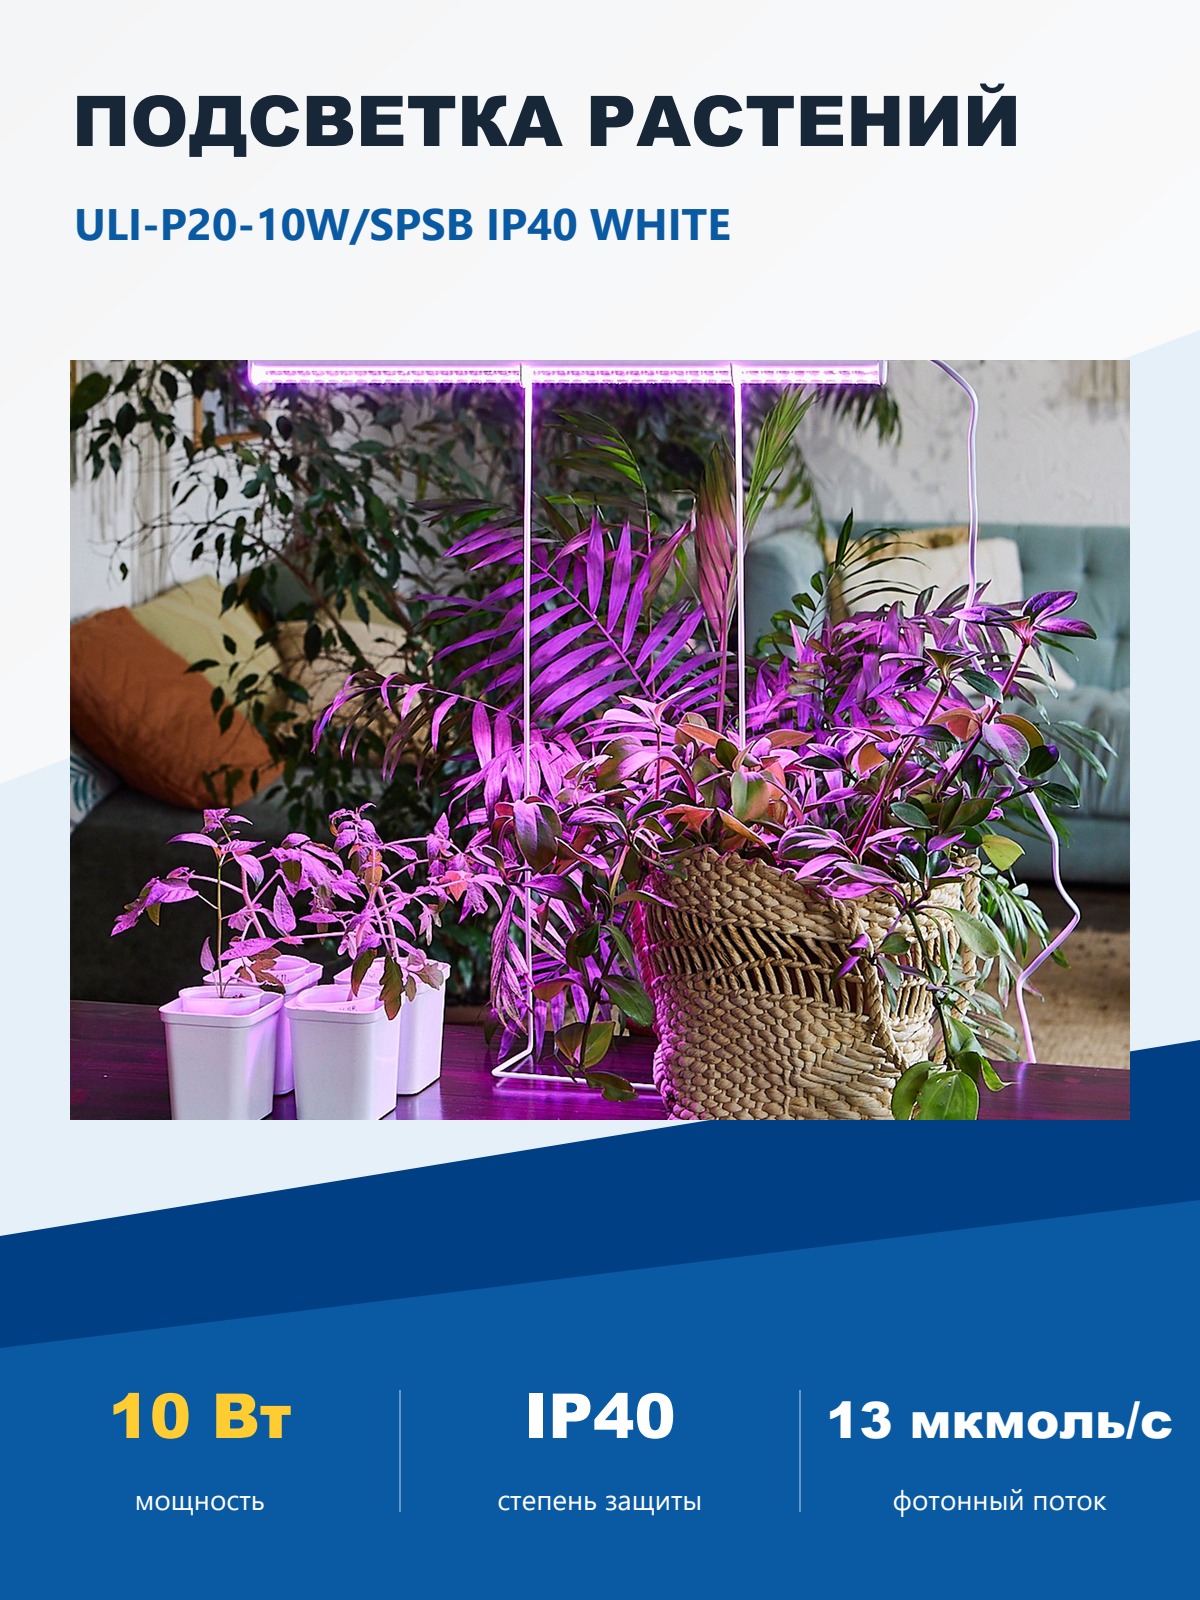 ПОДСВЕТКА РАСТЕНИЙ
ULI-P20-10W/SPSB IP40 WHITE
10 Вт
мощность
IP40
степень защиты
13 мкмоль/с
фотонный поток